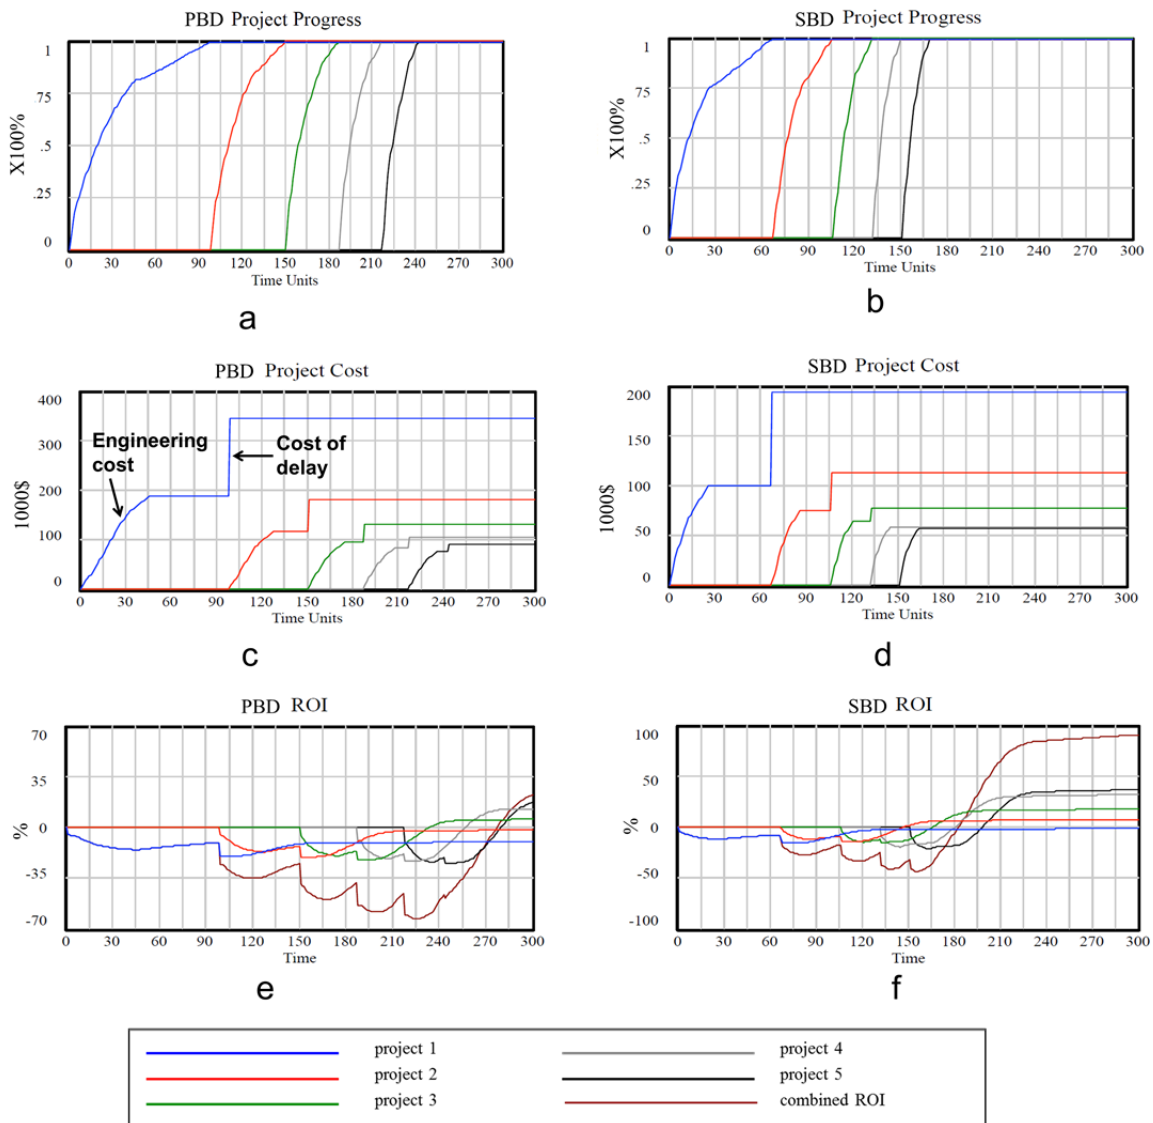 PBD Project Progress
1
.75
.5
.25
0
X100%
0 30 60 90 120 150 180 210 240 270 300
Time Units
a
SBD Project Progress
1
.75
.5
.25
0
X100%
0 30 60 90 120 150 180 210 240 270 300
Time Units
b
PBD Project Cost
400
300
200
100
0
1000$
Engineering
cost
Cost of
delay
0 30 60 90 120 150 180 210 240 270 300
Time Units
c
SBD Project Cost
200
150
100
50
0
1000$
0 30 60 90 120 150 180 210 240 270 300
Time Units
d
PBD ROI
70
35
0
-35
-70
%
0 30 60 90 120 150 180 210 240 270 300
Time
e
SBD ROI
100
50
0
-50
-100
%
0 30 60 90 120 150 180 210 240 270 300
Time
f
project 1
project 4
project 2
project 5
project 3
combined ROI